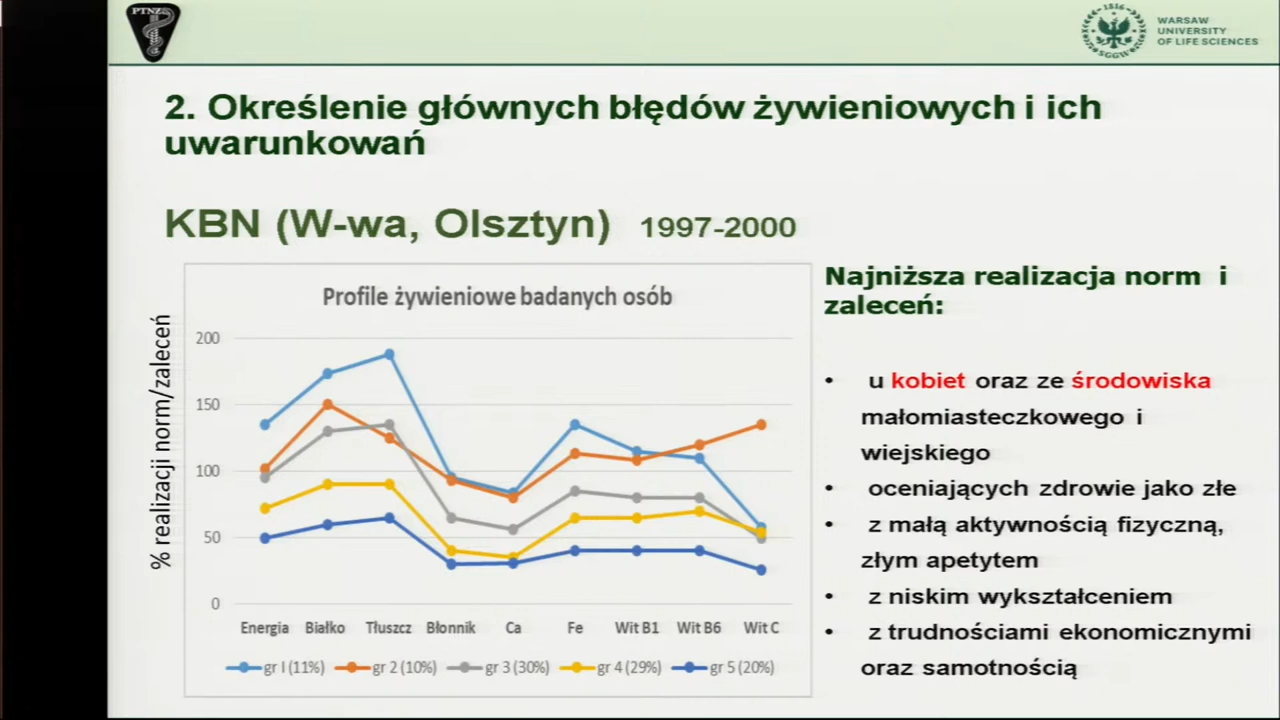 PTNŻ
1816
SGGW
WARSAW
UNIVERSITY
OF LIFE SCIENCES
2. Określenie głównych błędów żywieniowych i ich
uwarunkowań
KBN (W-wa, Olsztyn) 1997-2000
Profile żywieniowe badanych osób
% realizacji norm/zaleceń
200
150
100
50
0
Energia Białko Tłuszcz Błonnik Ca Fe Wit B1 Wit B6 Wit C
gr I (11%) gr 2 (10%) gr 3 (30%) gr 4 (29%) gr 5 (20%)
Najniższa realizacja norm i
zaleceń:
• u kobiet oraz ze środowiska
małomiasteczkowego i
wiejskiego
• oceniających zdrowie jako złe
• z małą aktywnością fizyczną,
złym apetytem
• z niskim wykształceniem
• z trudnościami ekonomicznymi
oraz samotnością